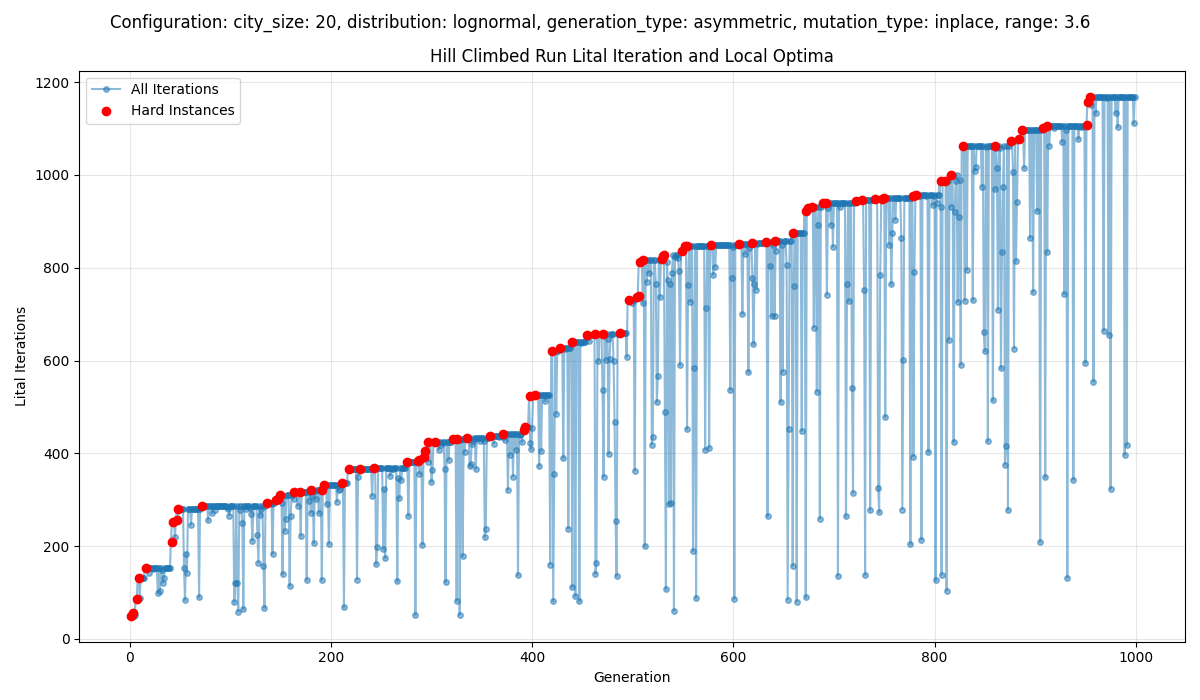 Configuration: city_size: 20, distribution: lognormal, generation_type: asymmetric, mutation_type: inplace, range: 3.6
Hill Climbed Run Lital Iteration and Local Optima
All Iterations
Hard Instances
Lital Iterations
1200
1000
800
600
400
200
0
0 200 400 600 800 1000
Generation